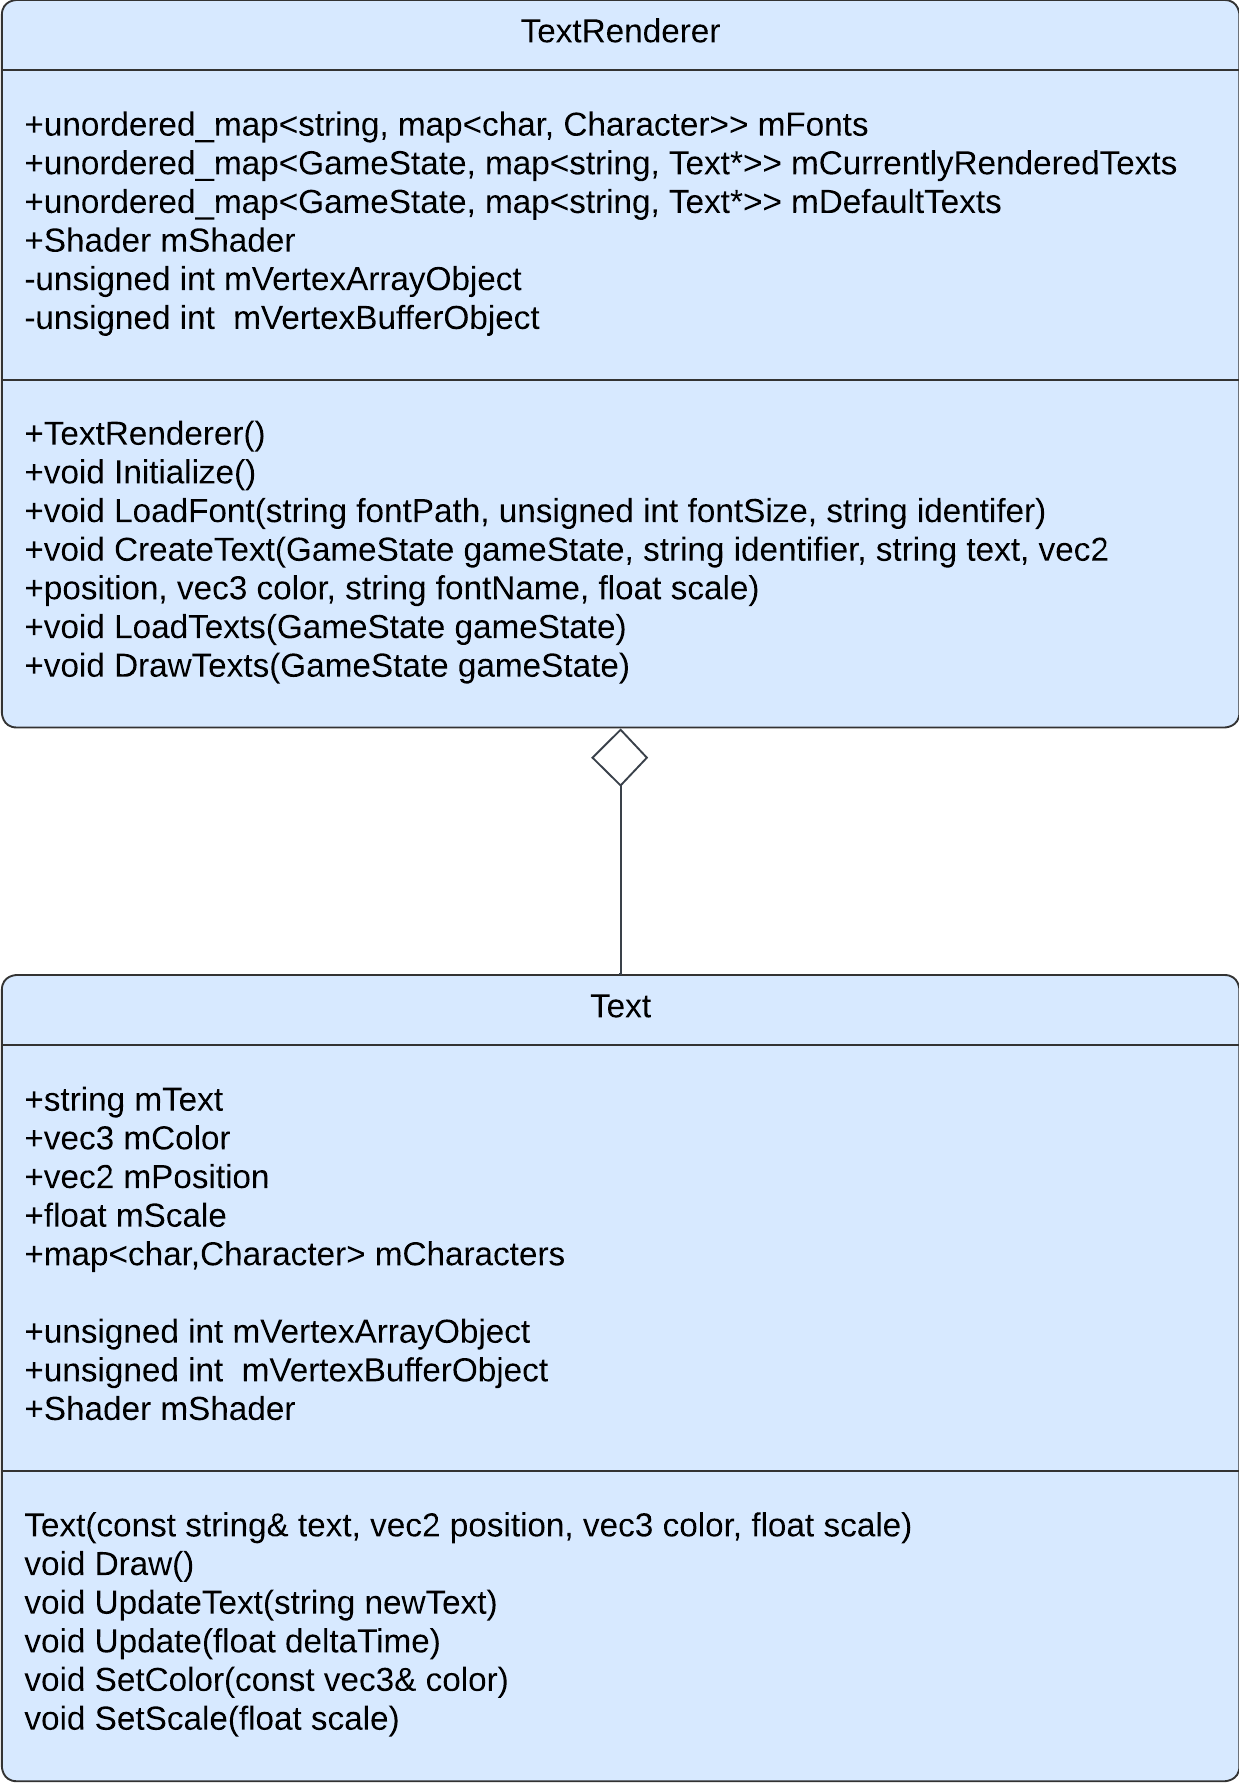 TextRenderer
+unordered_map<string, map<char, Character>> mFonts
+unordered_map<GameState, map<string, Text*>> mCurrentlyRenderedTexts
+unordered_map<GameState, map<string, Text*>> mDefaultTexts
+Shader mShader
-unsigned int mVertexArrayObject
-unsigned int  mVertexBufferObject
+TextRenderer()
+void Initialize()
+void LoadFont(string fontPath, unsigned int fontSize, string identifer)
+void CreateText(GameState gameState, string identifier, string text, vec2
+position, vec3 color, string fontName, float scale)
+void LoadTexts(GameState gameState)
+void DrawTexts(GameState gameState)
Text
+string mText
+vec3 mColor
+vec2 mPosition
+float mScale
+map<char,Character> mCharacters
+unsigned int mVertexArrayObject
+unsigned int  mVertexBufferObject
+Shader mShader
Text(const string& text, vec2 position, vec3 color, float scale)
void Draw()
void UpdateText(string newText)
void Update(float deltaTime)
void SetColor(const vec3& color)
void SetScale(float scale)